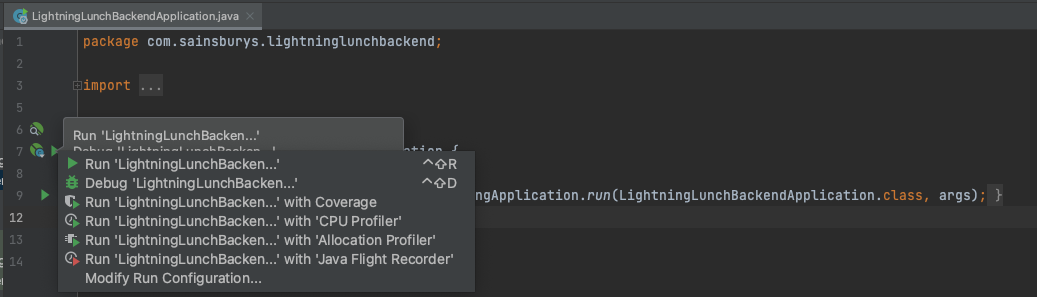 LightningLunchBackendApplication.java
1 package com.sainsburys.lightninglunchbackend;
2
3 import ...
5
6
Run 'LightningLunchBacken...'
7 Debug 'LightningLunchBacken...' {
Run 'LightningLunchBacken...' ^⇧R
8
Debug 'LightningLunchBacken...' ^⇧D
9 ngApplication.run(LightningLunchBackendApplication.class, args); }
Run 'LightningLunchBacken...' with Coverage
12
Run 'LightningLunchBacken...' with 'CPU Profiler'
13
Run 'LightningLunchBacken...' with 'Allocation Profiler'
14
Run 'LightningLunchBacken...' with 'Java Flight Recorder'
Modify Run Configuration...